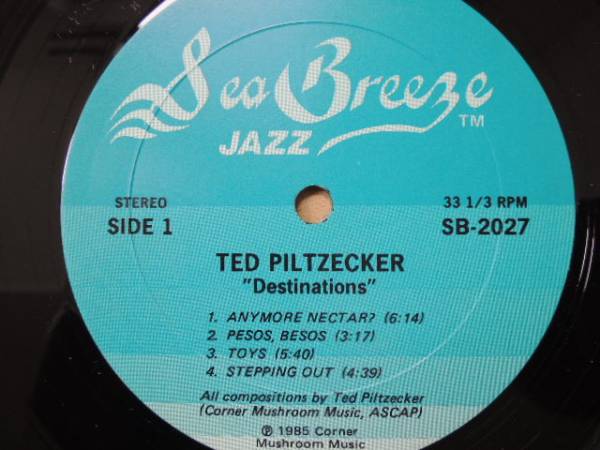 Sea Breeze
JAZZ
TM
STEREO
SIDE 1
33 1/3 RPM
SB-2027
TED PILTZECKER
"Destinations"
1. ANYMORE NECTAR? (6:14)
2. PESOS, BESOS (3:17)
3. TOYS (5:40)
4. STEPPING OUT (4:39)
All compositions by Ted Piltzecker
(Corner Mushroom Music, ASCAP)
℗ 1985 Corner
Mushroom Music